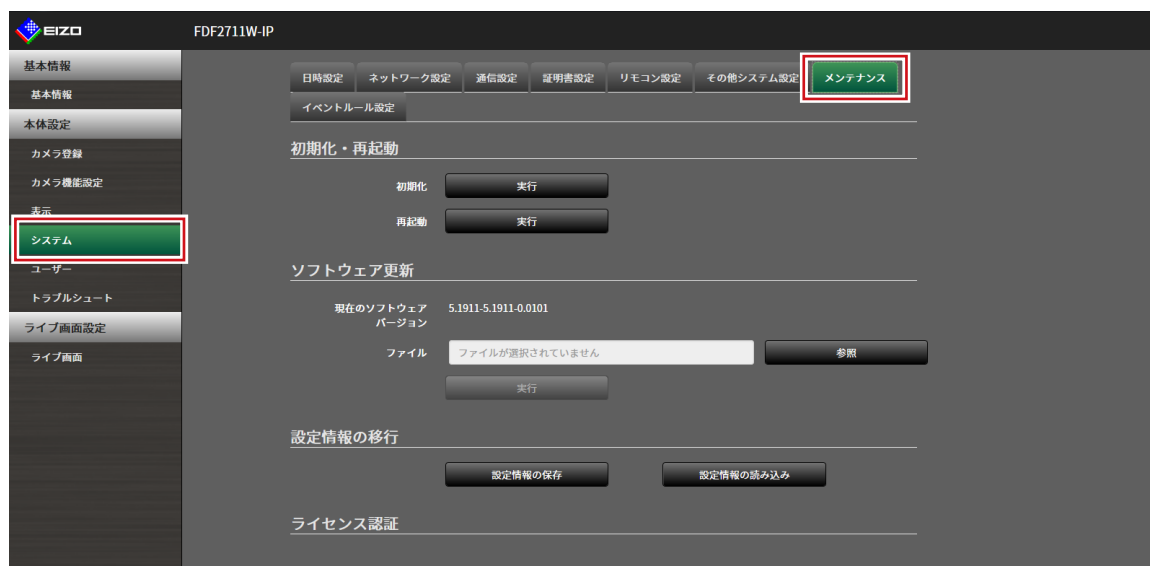 EIZO
FDF2711W-IP
基本情報
基本情報
本体設定
カメラ登録
カメラ機能設定
表示
システム
ユーザー
トラブルシュート
ライブ画面設定
ライブ画面
日時設定 ネットワーク設定 通信設定 証明書設定 リモコン設定 その他システム設定 メンテナンス
イベントルール設定
初期化・再起動
初期化 実行
再起動 実行
ソフトウェア更新
現在のソフトウェア 5.1911-5.1911-0.0101
バージョン
ファイル ファイルが選択されていません 参照
実行
設定情報の移行
設定情報の保存 設定情報の読み込み
ライセンス認証